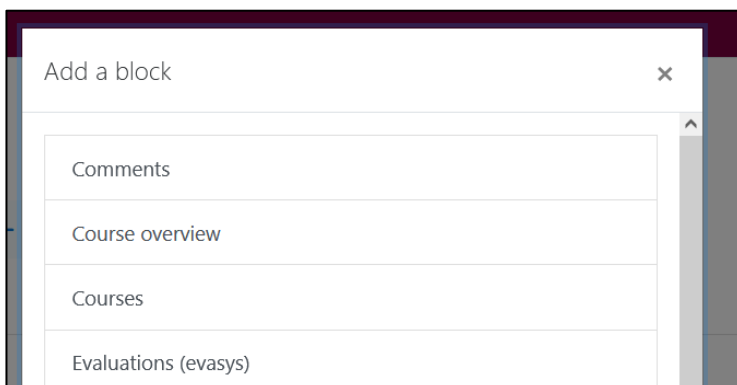 Add a block
Comments
Course overview
Courses
Evaluations (evasys)